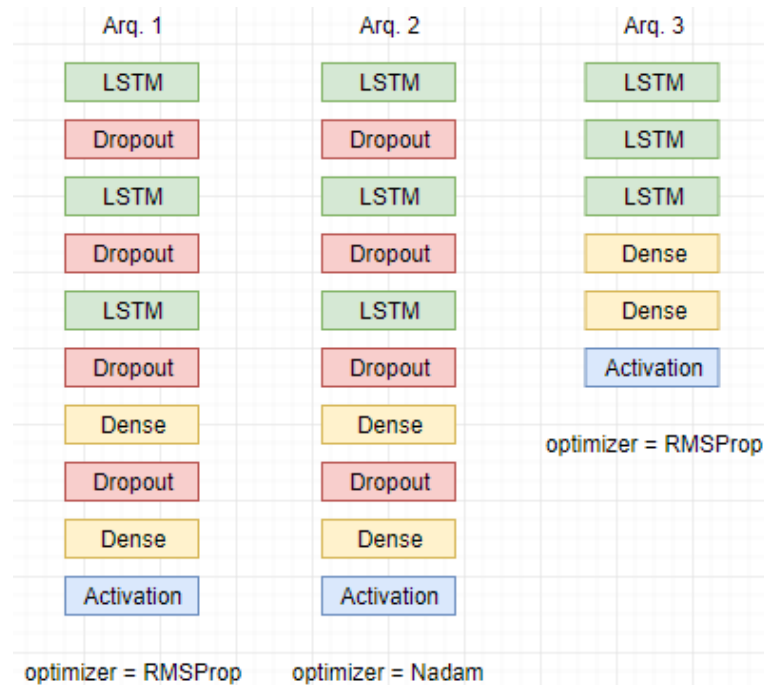 Arq. 1
LSTM
Dropout
LSTM
Dropout
LSTM
Dropout
Dense
Dropout
Dense
Activation
optimizer = RMSProp
Arq. 2
LSTM
Dropout
LSTM
Dropout
LSTM
Dropout
Dense
Dropout
Dense
Activation
optimizer = Nadam
Arq. 3
LSTM
LSTM
LSTM
Dense
Dense
Activation
optimizer = RMSProp